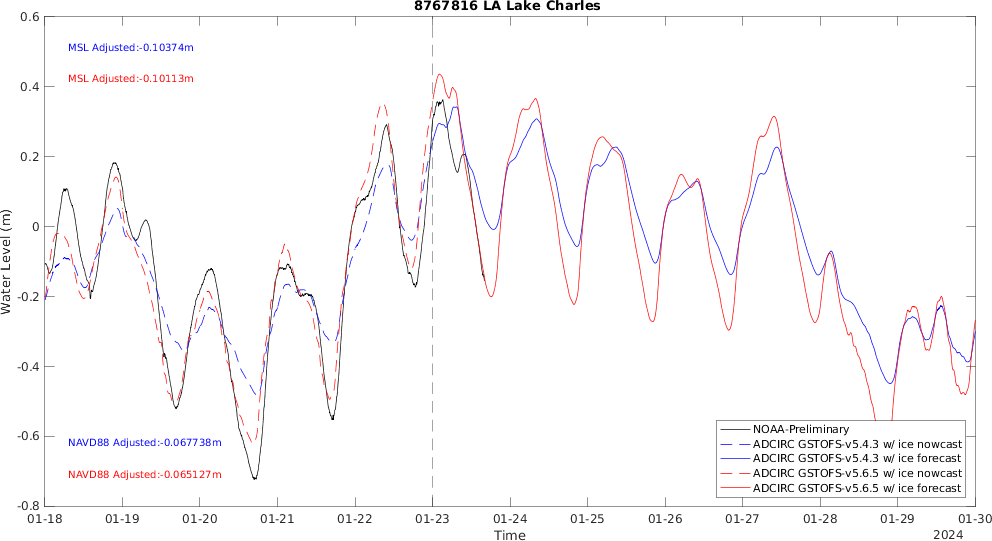 8767816 LA Lake Charles
MSL Adjusted:-0.10374m
MSL Adjusted:-0.10113m
NAVD88 Adjusted:-0.067738m
NAVD88 Adjusted:-0.065127m
Water Level (m)
0.6
0.4
0.2
0
-0.2
-0.4
-0.6
-0.8
NOAA-Preliminary
ADCIRC GSTOFS-v5.4.3 w/ ice nowcast
ADCIRC GSTOFS-v5.4.3 w/ ice forecast
ADCIRC GSTOFS-v5.6.5 w/ ice nowcast
ADCIRC GSTOFS-v5.6.5 w/ ice forecast
01-18 01-19 01-20 01-21 01-22 01-23 01-24 01-25 01-26 01-27 01-28 01-29 01-30
Time
2024